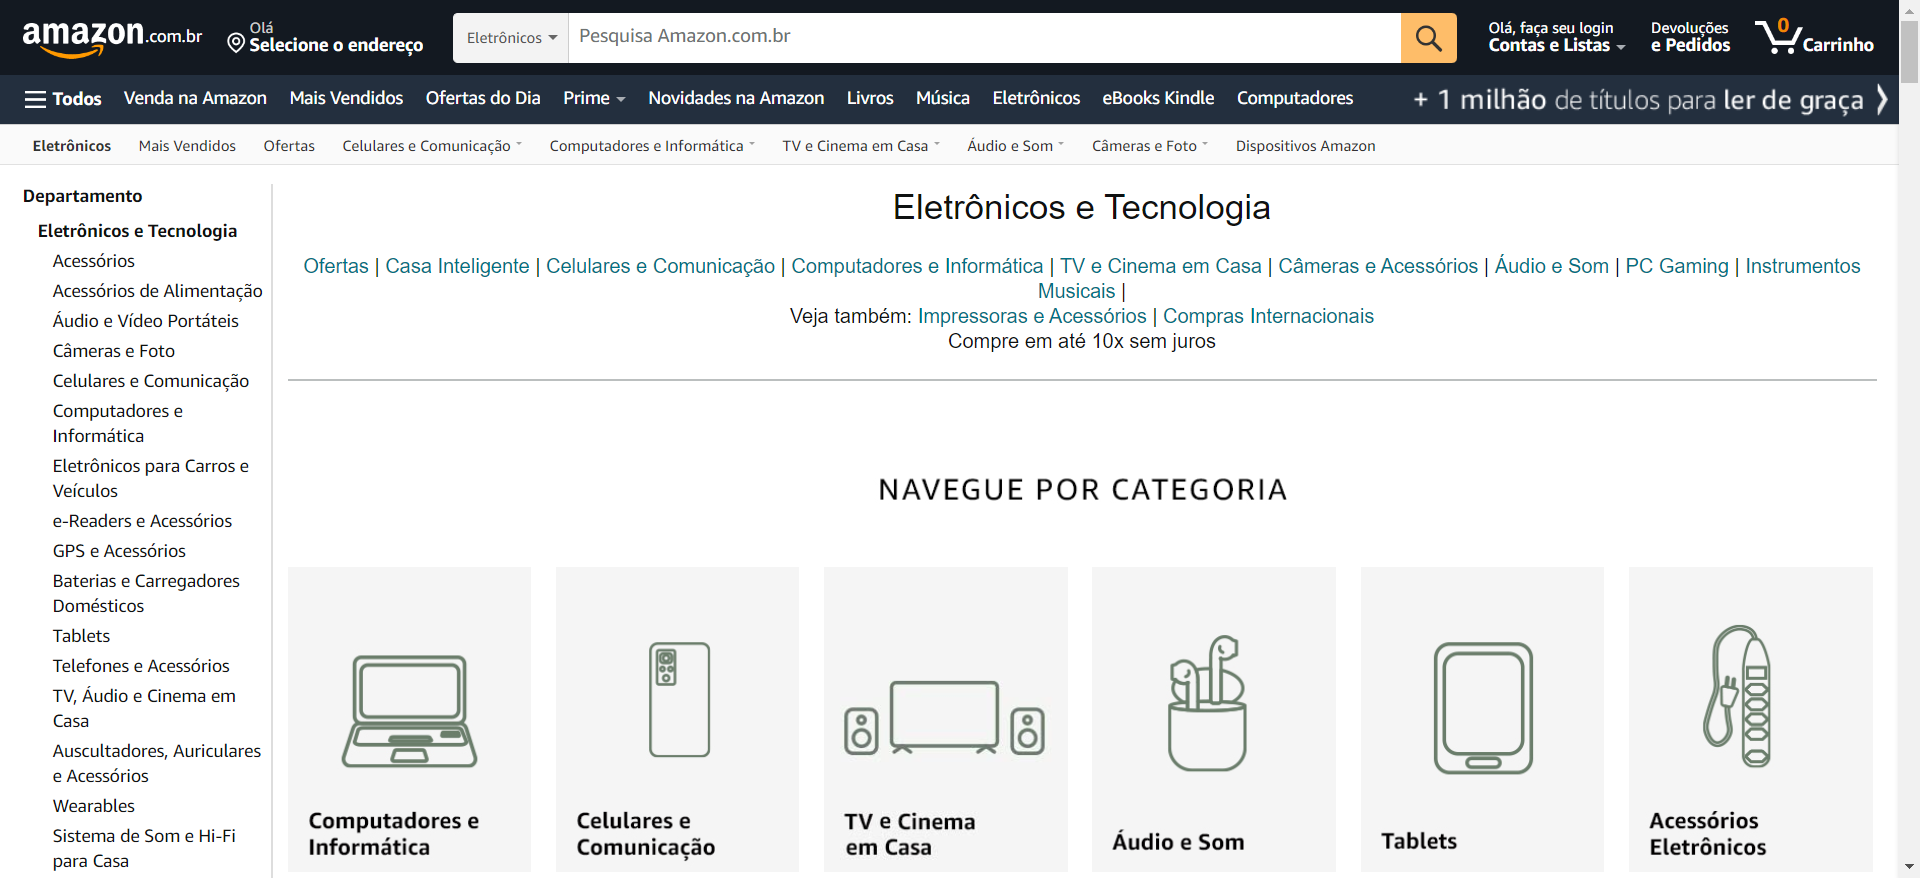 amazon.com.br
Olá
Selecione o endereço
Eletrônicos
Pesquisa Amazon.com.br
Olá, faça seu login
Contas e Listas
Devoluções
e Pedidos
0
Carrinho
Todos
Venda na Amazon
Mais Vendidos
Ofertas do Dia
Prime
Novidades na Amazon
Livros
Música
Eletrônicos
eBooks Kindle
Computadores
+ 1 milhão de títulos para ler de graça
Eletrônicos
Mais Vendidos
Ofertas
Celulares e Comunicação
Computadores e Informática
TV e Cinema em Casa
Áudio e Som
Câmeras e Foto
Dispositivos Amazon
Departamento
Eletrônicos e Tecnologia
Acessórios
Acessórios de Alimentação
Áudio e Vídeo Portáteis
Câmeras e Foto
Celulares e Comunicação
Computadores e
Informática
Eletrônicos para Carros e
Veículos
e-Readers e Acessórios
GPS e Acessórios
Baterias e Carregadores
Domésticos
Tablets
Telefones e Acessórios
TV, Áudio e Cinema em
Casa
Auscultadores, Auriculares
e Acessórios
Wearables
Sistema de Som e Hi-Fi
para Casa
Eletrônicos e Tecnologia
Ofertas | Casa Inteligente | Celulares e Comunicação | Computadores e Informática | TV e Cinema em Casa | Câmeras e Acessórios | Áudio e Som | PC Gaming | Instrumentos
Musicais |
Veja também: Impressoras e Acessórios | Compras Internacionais
Compre em até 10x sem juros
NAVEGUE POR CATEGORIA
Computadores e
Informática
Celulares e
Comunicação
TV e Cinema
em Casa
Áudio e Som
Tablets
Acessórios
Eletrônicos